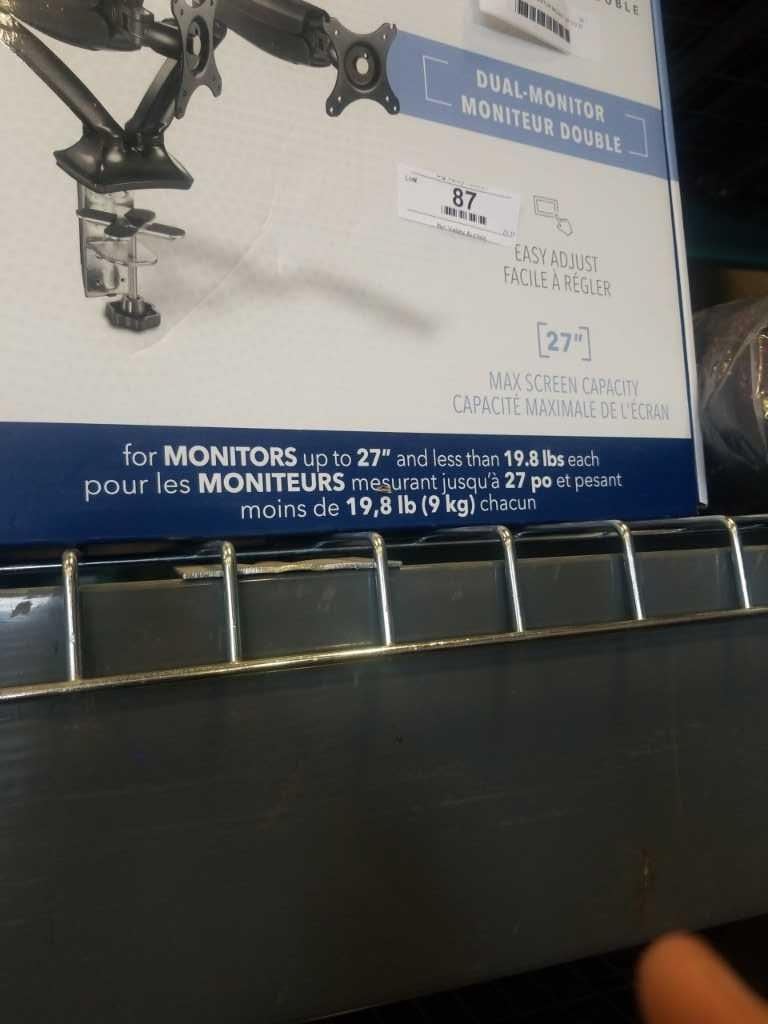 DUAL-MONITOR
MONITEUR DOUBLE
87
EASY ADJUST
FACILE À RÉGLER
[27"]
MAX SCREEN CAPACITY
CAPACITÉ MAXIMALE DE L'ÉCRAN
for MONITORS up to 27" and less than 19.8 lbs each
pour les MONITEURS mesurant jusqu'à 27 po et pesant
moins de 19,8 lb (9 kg) chacun